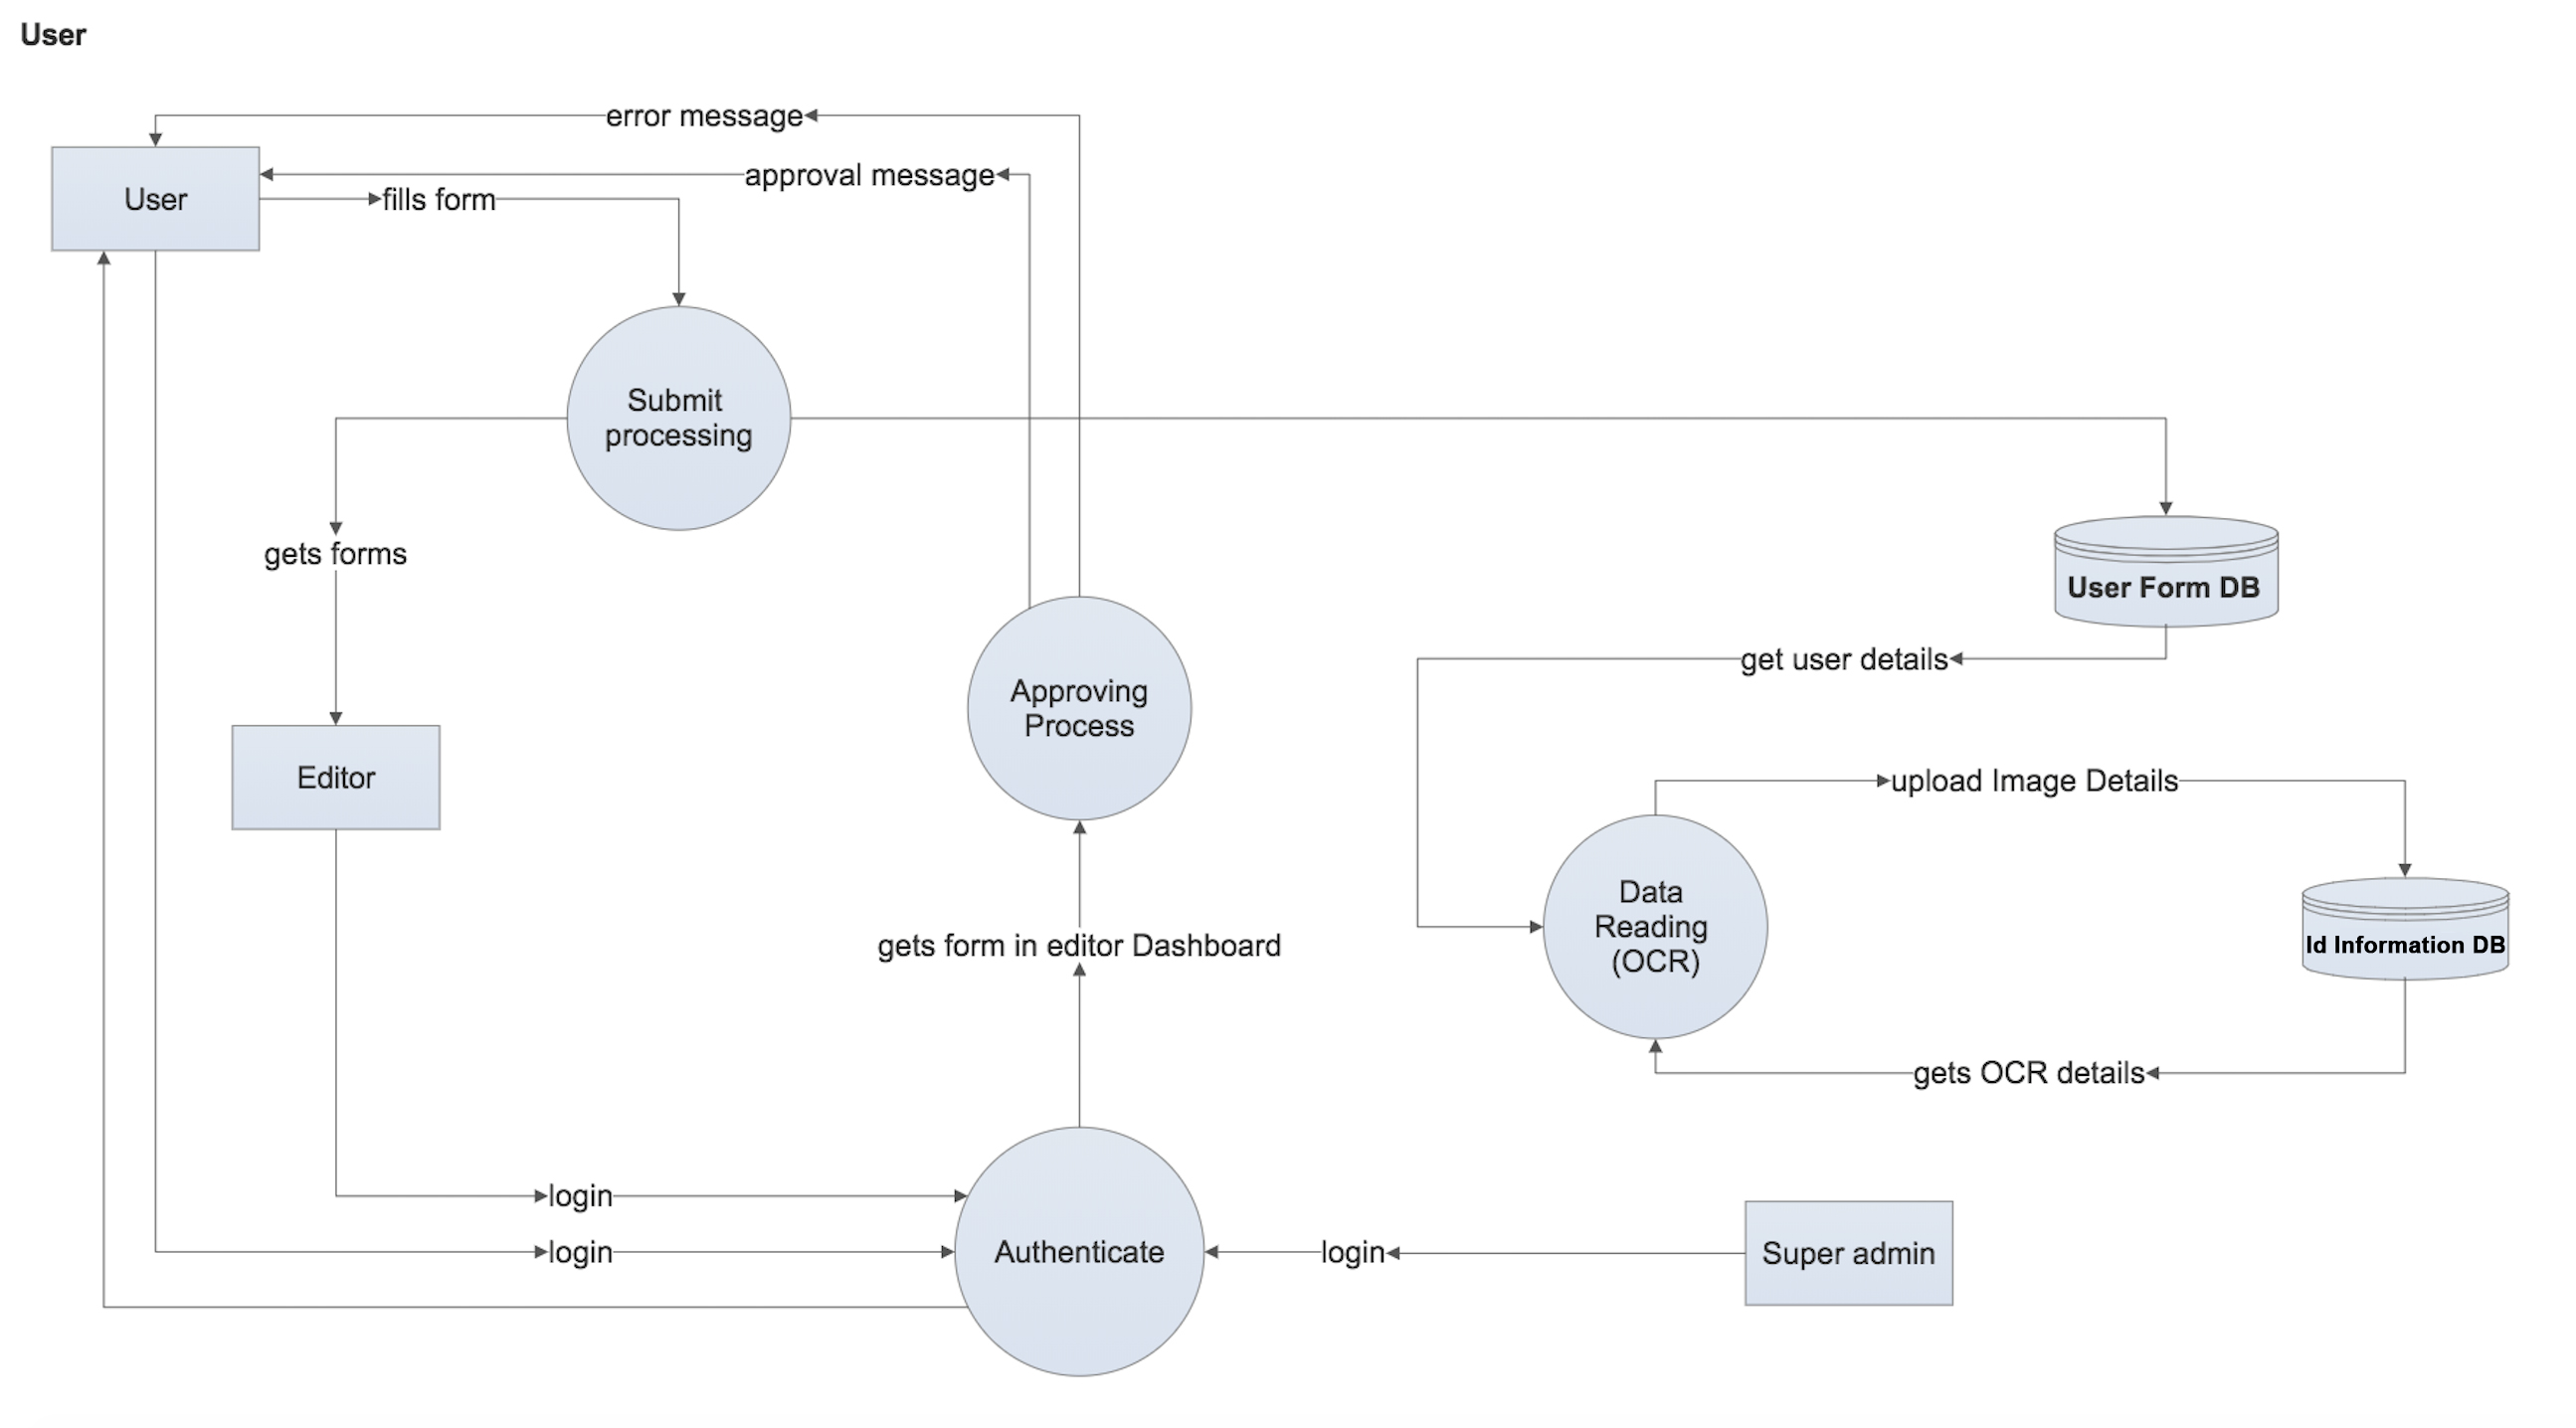 User
error message
approval message
User
fills form
Submit
processing
gets forms
User Form DB
get user details
Approving
Process
Editor
upload Image Details
Data
Reading
(OCR)
gets form in editor Dashboard
Id Information DB
gets OCR details
login
login
Authenticate
login
Super admin